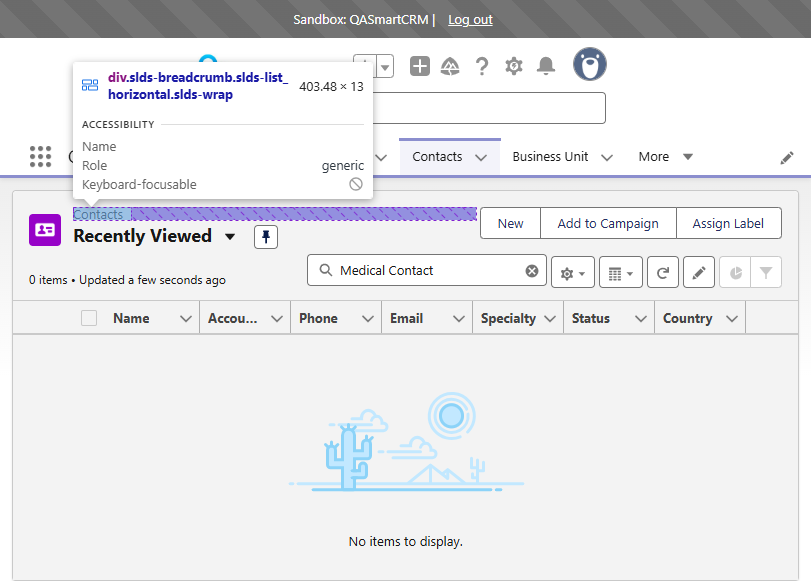 Sandbox: QASmartCRM | Log out
div.slds-breadcrumb.slds-list_
horizontal.slds-wrap
403.48 × 13
ACCESSIBILITY
Name
Role generic
Keyboard-focusable
Contacts Business Unit More
Contacts
Recently Viewed
New Add to Campaign Assign Label
0 items • Updated a few seconds ago
Medical Contact
Name Accou... Phone Email Specialty Status Country
No items to display.